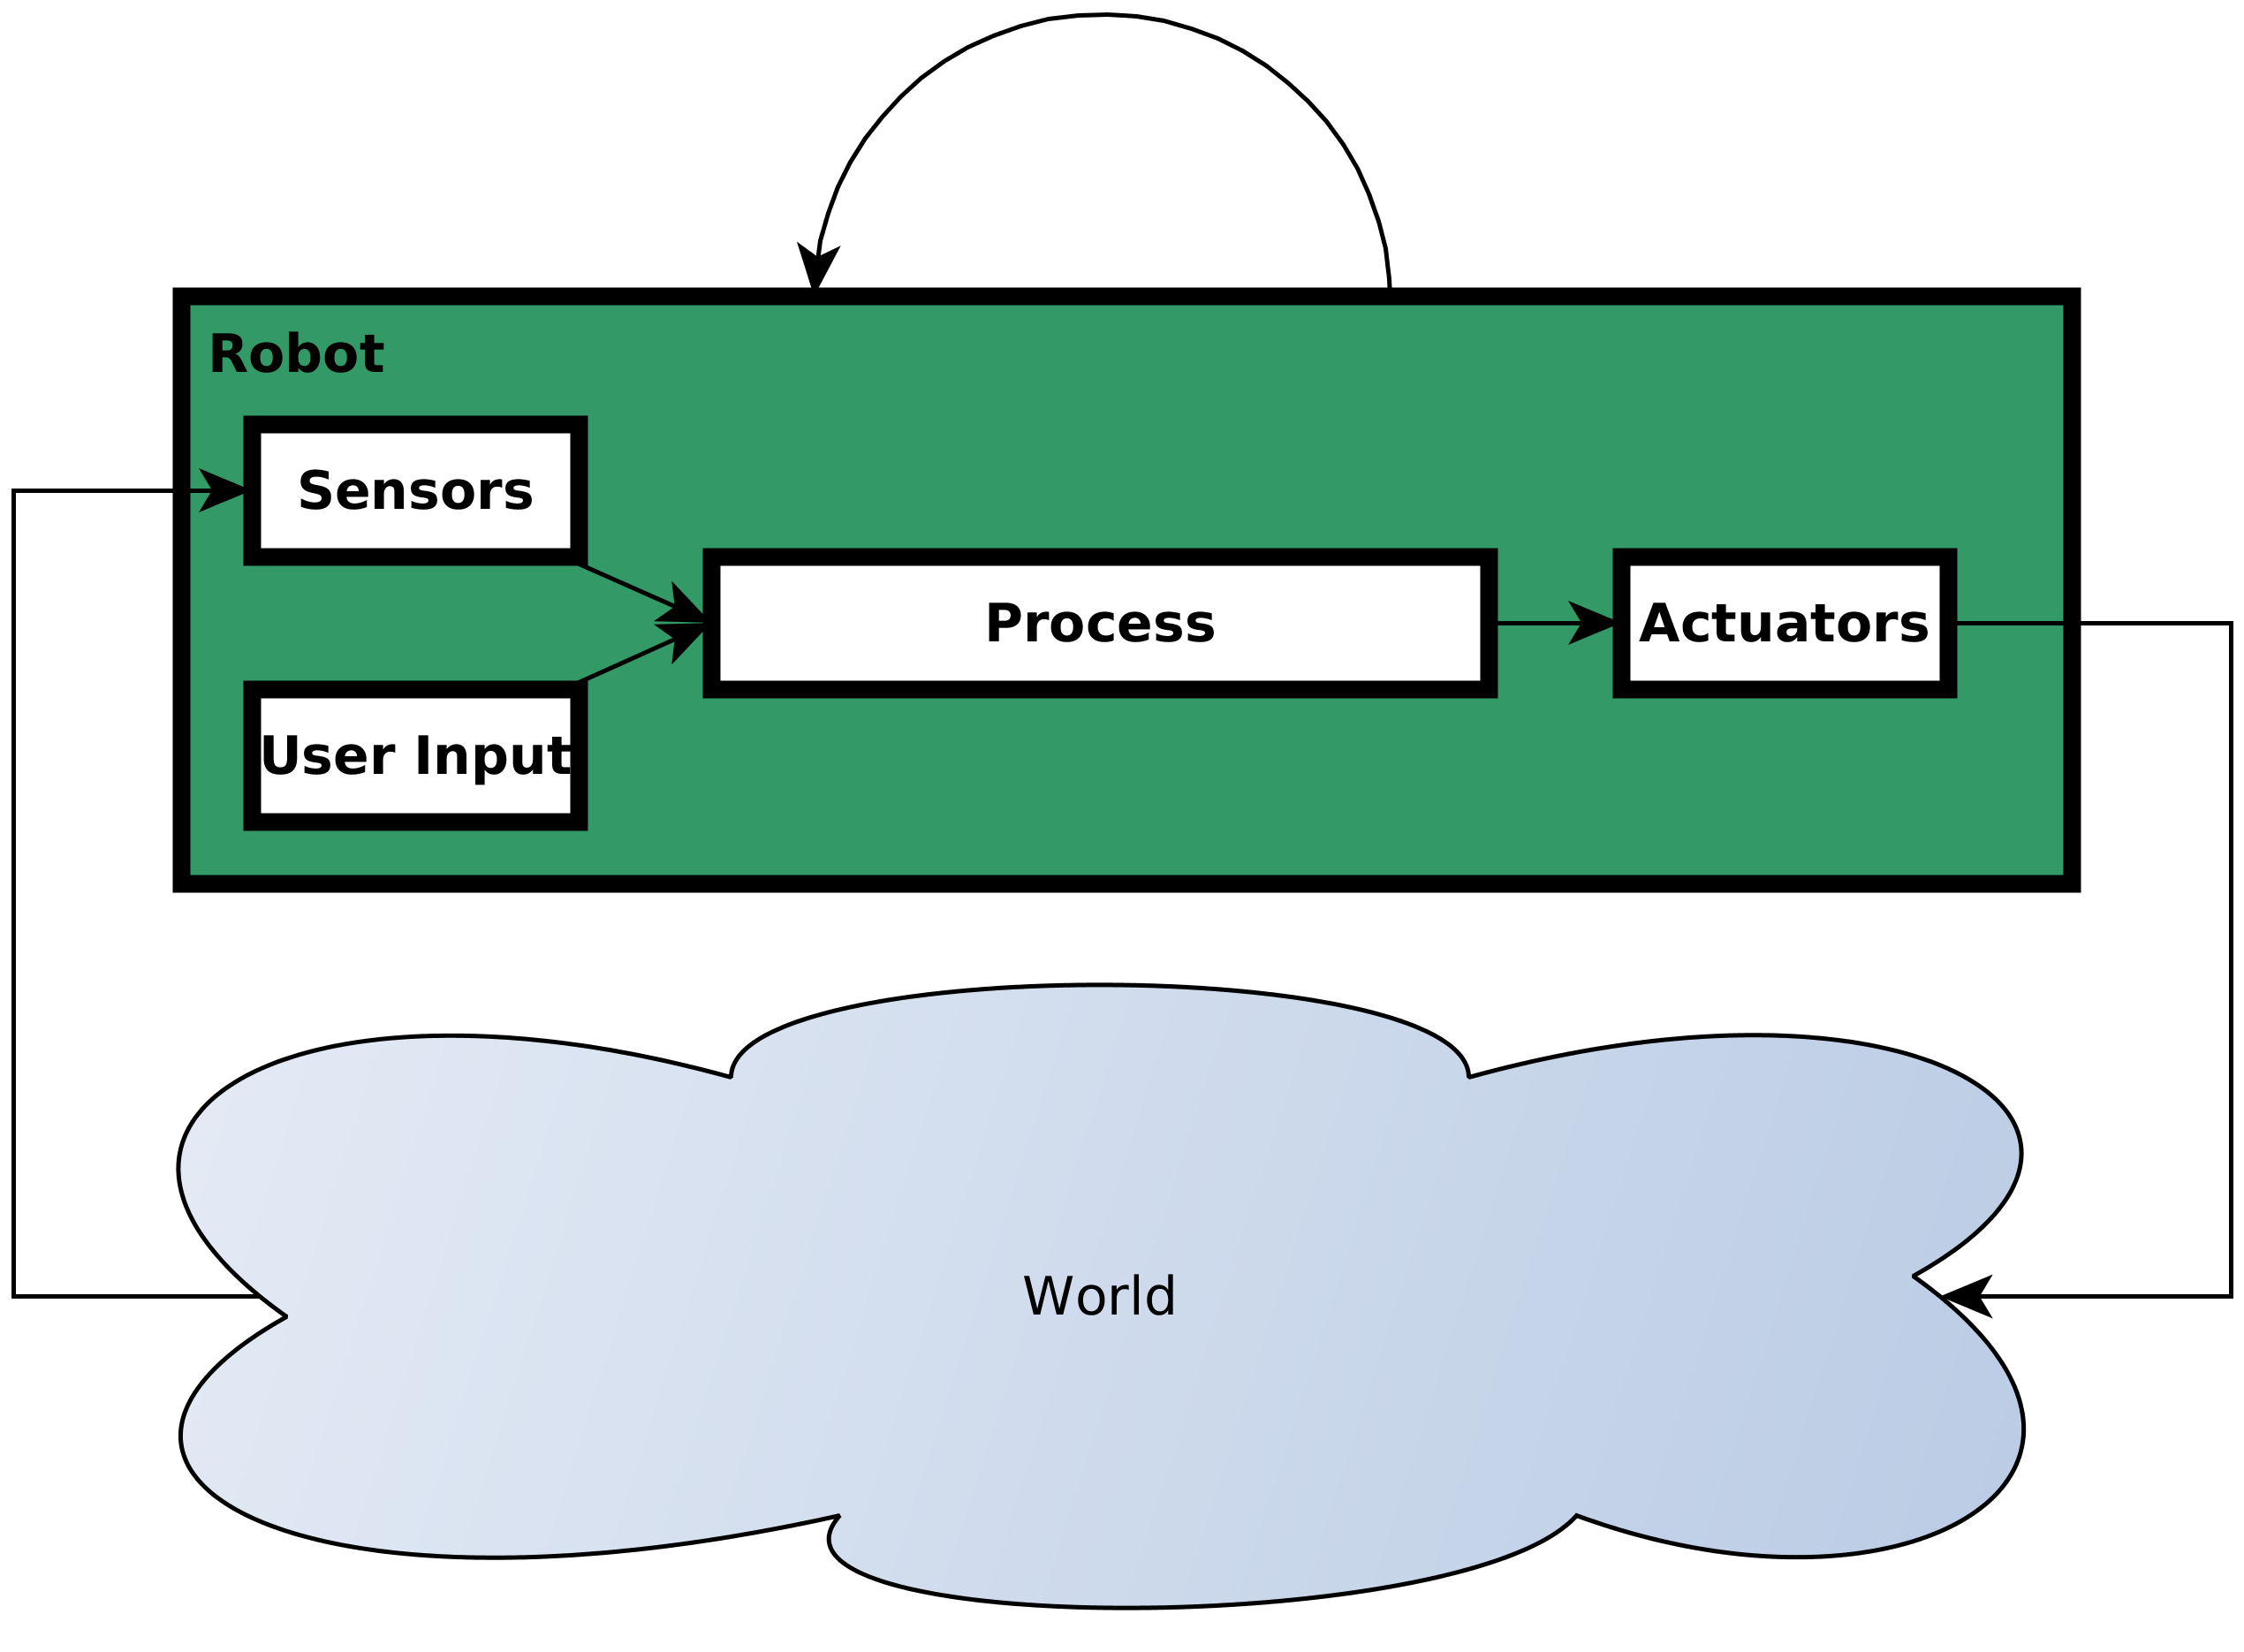 Robot
Sensors
Process
Actuators
User Input
World